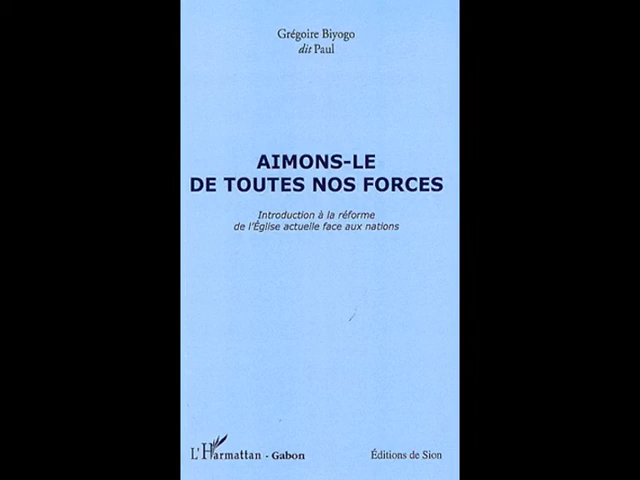 Grégoire Biyogo
dit Paul
AIMONS-LE
DE TOUTES NOS FORCES
Introduction à la réforme
de l'Église actuelle face aux nations
L'Harmattan - Gabon
Éditions de Sion